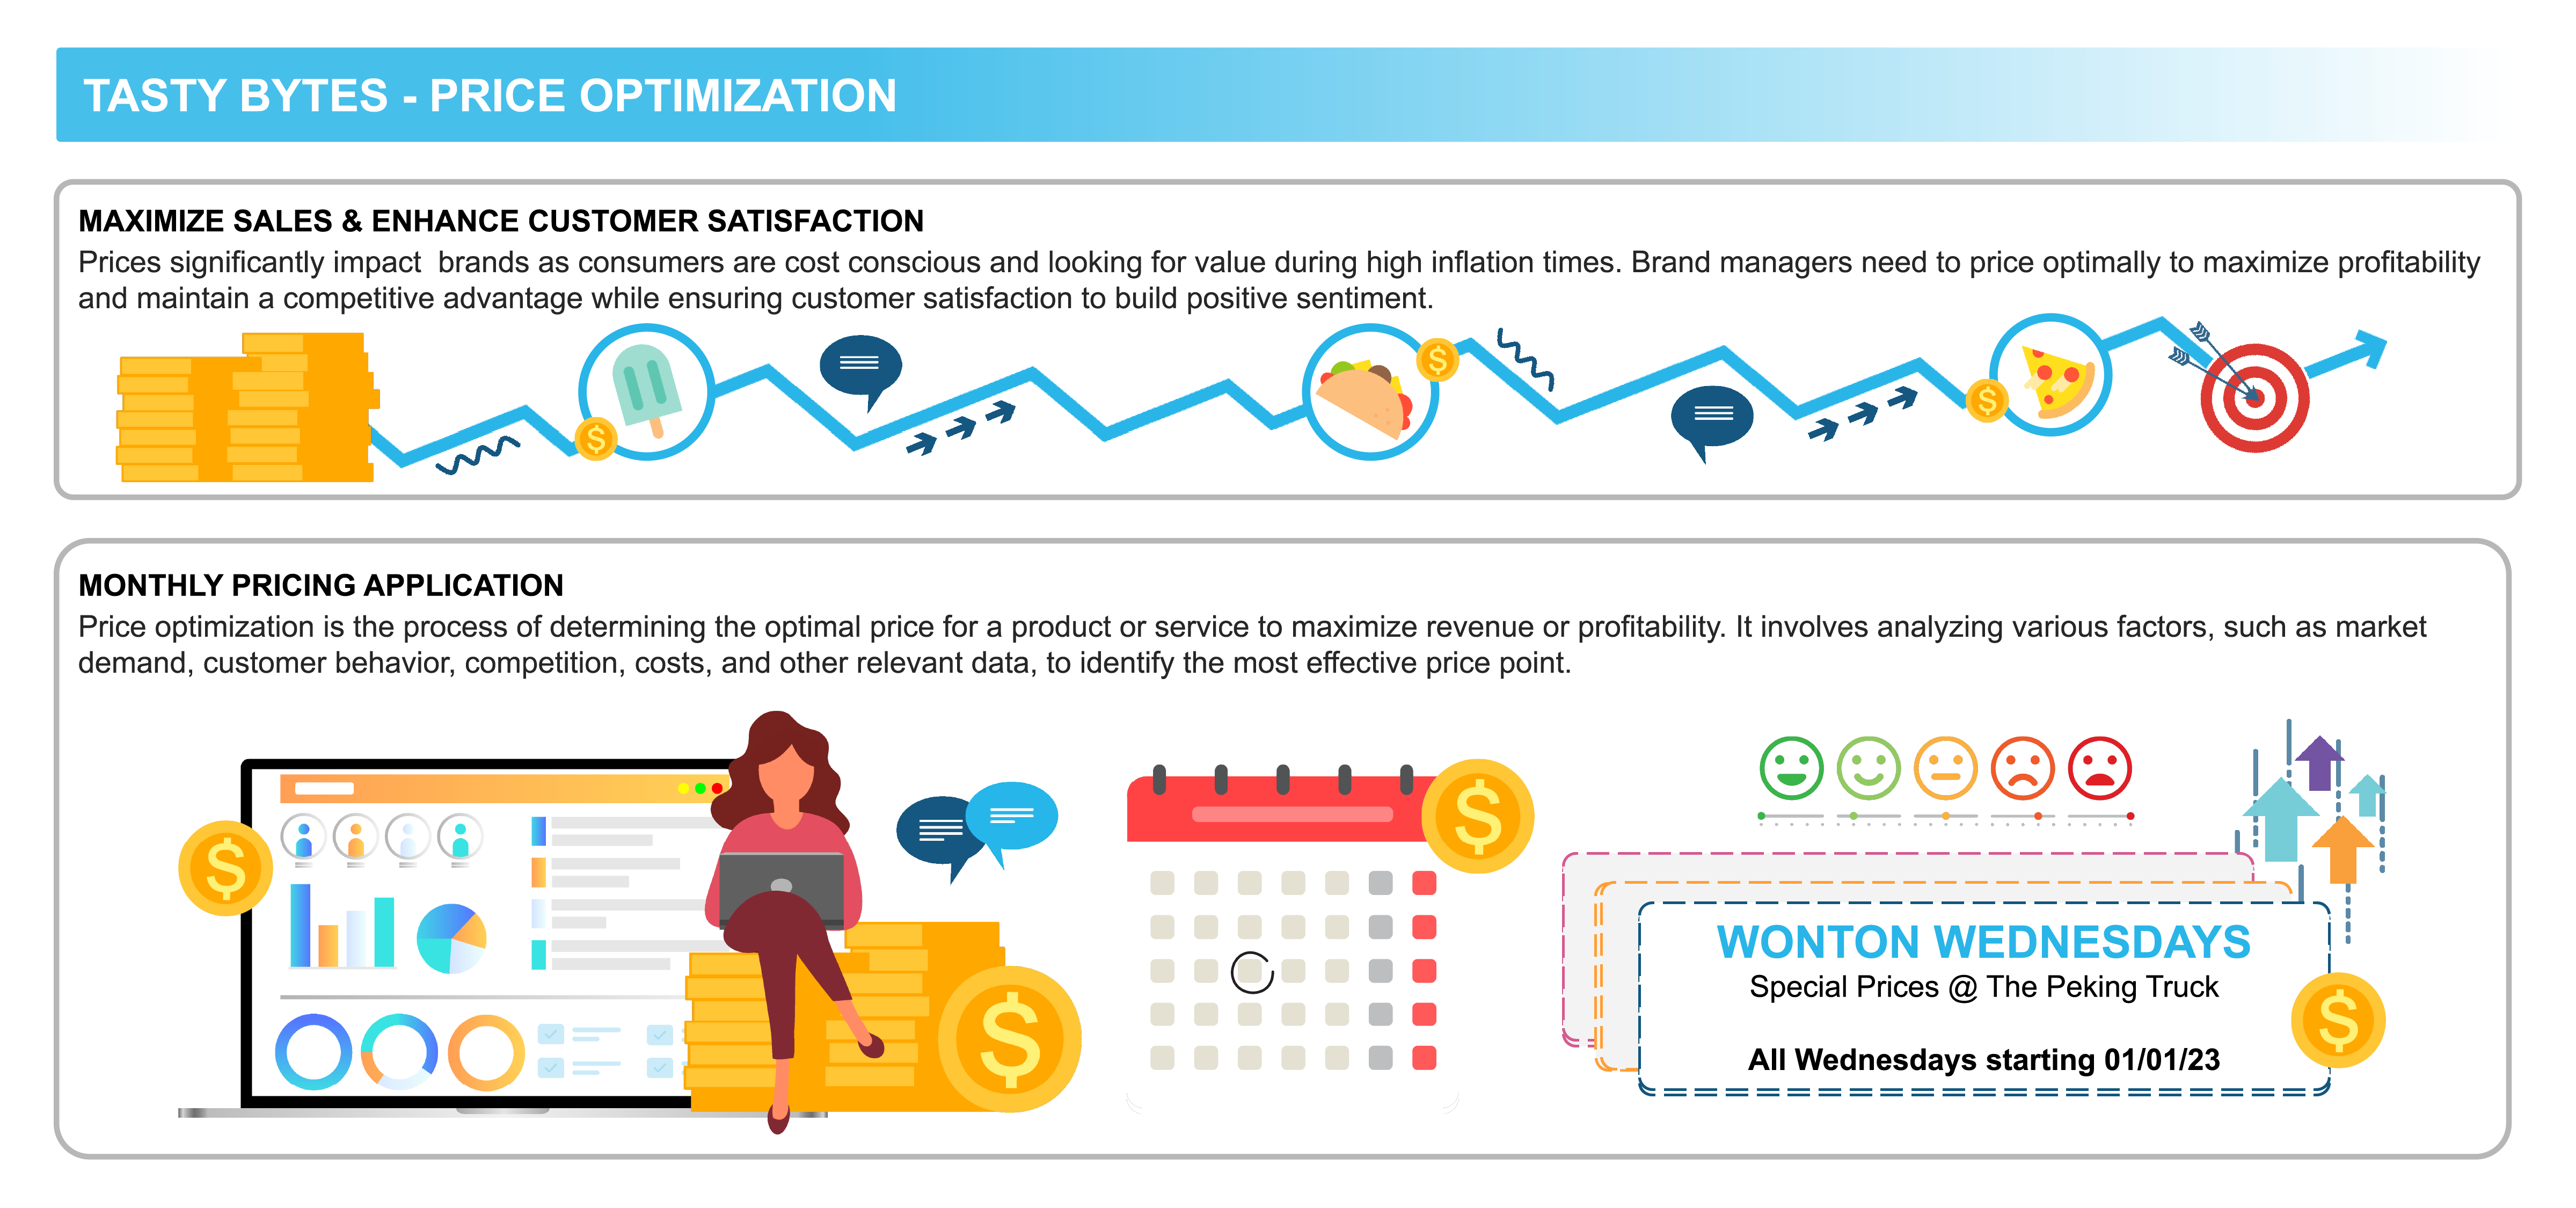 TASTY BYTES - PRICE OPTIMIZATION
MAXIMIZE SALES & ENHANCE CUSTOMER SATISFACTION
Prices significantly impact  brands as consumers are cost conscious and looking for value during high inflation times. Brand managers need to price optimally to maximize profitability
and maintain a competitive advantage while ensuring customer satisfaction to build positive sentiment.
$
$
$
MONTHLY PRICING APPLICATION
Price optimization is the process of determining the optimal price for a product or service to maximize revenue or profitability. It involves analyzing various factors, such as market
demand, customer behavior, competition, costs, and other relevant data, to identify the most effective price point.
$
$
$
WONTON WEDNESDAYS
Special Prices @ The Peking Truck
All Wednesdays starting 01/01/23
$